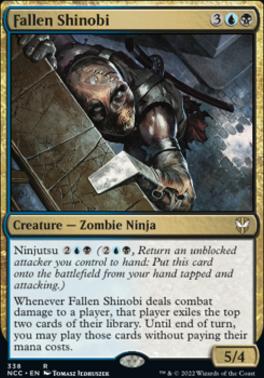 Fallen Shinobi 3
Creature — Zombie Ninja
Ninjutsu 2 (2, Return an unblocked
attacker you control to hand: Put this card
onto the battlefield from your hand tapped and
attacking.)
Whenever Fallen Shinobi deals combat
damage to a player, that player exiles the top
two cards of their library. Until end of turn,
you may play those cards without paying their
mana costs.
5/4
338 R
NCC • EN TOMASZ JEDRUSZEK
™ & © 2022 Wizards of the Coast